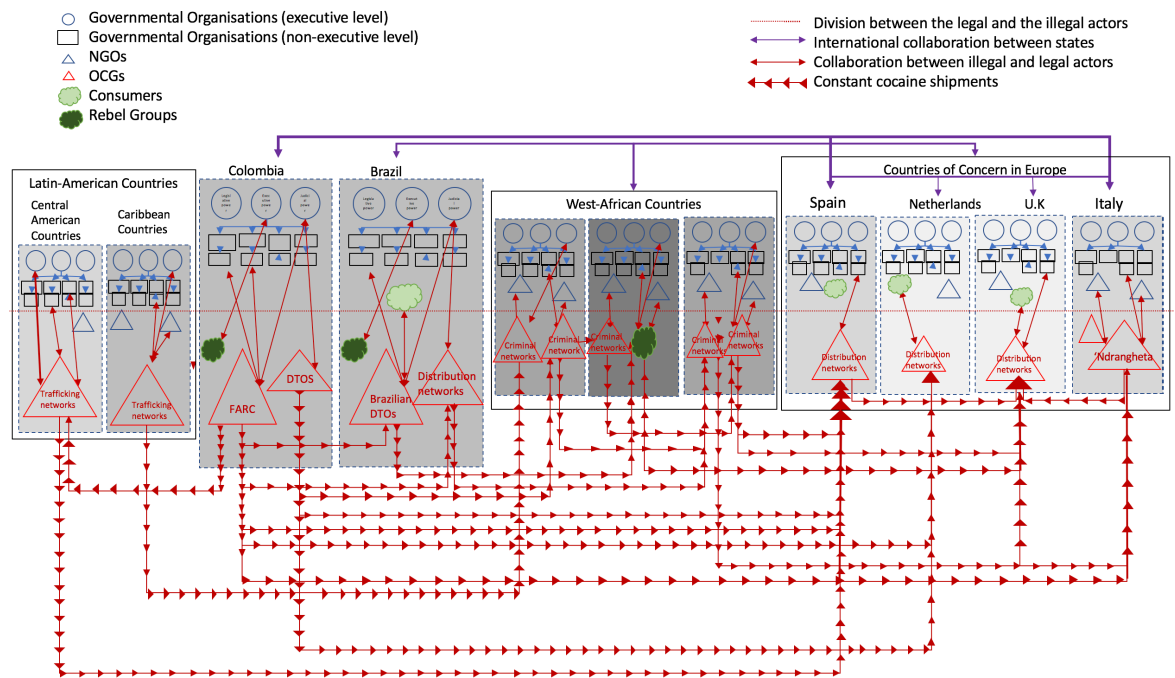 Governmental Organisations (executive level)
Governmental Organisations (non-executive level)
NGOs
OCGs
Consumers
Rebel Groups
Division between the legal and the illegal actors
International collaboration between states
Collaboration between illegal and legal actors
Constant cocaine shipments
Latin-American Countries
Central
American
Countries
Caribbean
Countries
Colombia
Brazil
West-African Countries
Countries of Concern in Europe
Spain
Netherlands
U.K
Italy
Trafficking
networks
Trafficking
networks
FARC
DTOS
Brazilian
DTOs
Distribution
networks
Criminal
networks
Criminal
network
Criminal
networks
Criminal
networks
Criminal
networks
Distribution
networks
Distribution
networks
Distribution
networks
'Ndrangheta